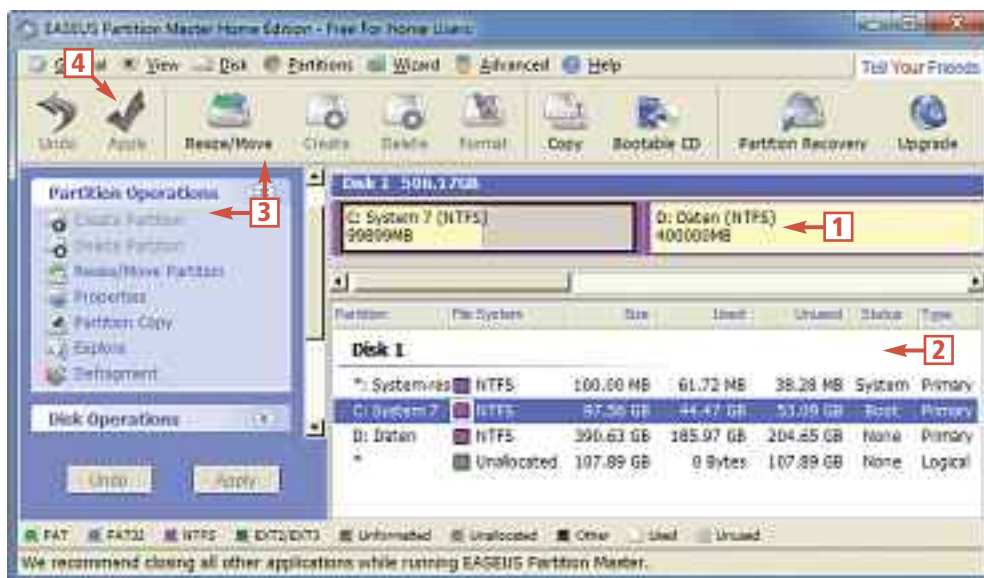 EASEUS Partition Master Home Edition - Free For Home Users
4
View Disk Partitions Wizard Advanced Help Tell Your Friends
Undo Apply Resize/Move Create Delete Format Copy Bootable CD Partition Recovery Upgrade
Partition Operations
3
Create Partition
Delete Partition
Resize/Move Partition
Properties
Partition Copy
Explore
Defragment
Disk Operations
Undo Apply
Disk 1 506.17GB
C: System 7 (NTFS)
99899MB
D: Daten (NTFS)
400000MB
1
Partition File System Size Used Unused Status Type
Disk 1
2
*: System-res NTFS 100.00 MB 61.72 MB 38.28 MB System Primary
C: System 7 NTFS 97.56 GB 44.47 GB 53.09 GB Boot Primary
D: Daten NTFS 390.63 GB 185.97 GB 204.65 GB None Primary
* Unallocated 107.89 GB 0 Bytes 107.89 GB None Logical
FAT FAT32 NTFS EXT2/EXT3 Unformatted Unallocated Other Used Unused
We recommend closing all other applications while running EASEUS Partition Master.